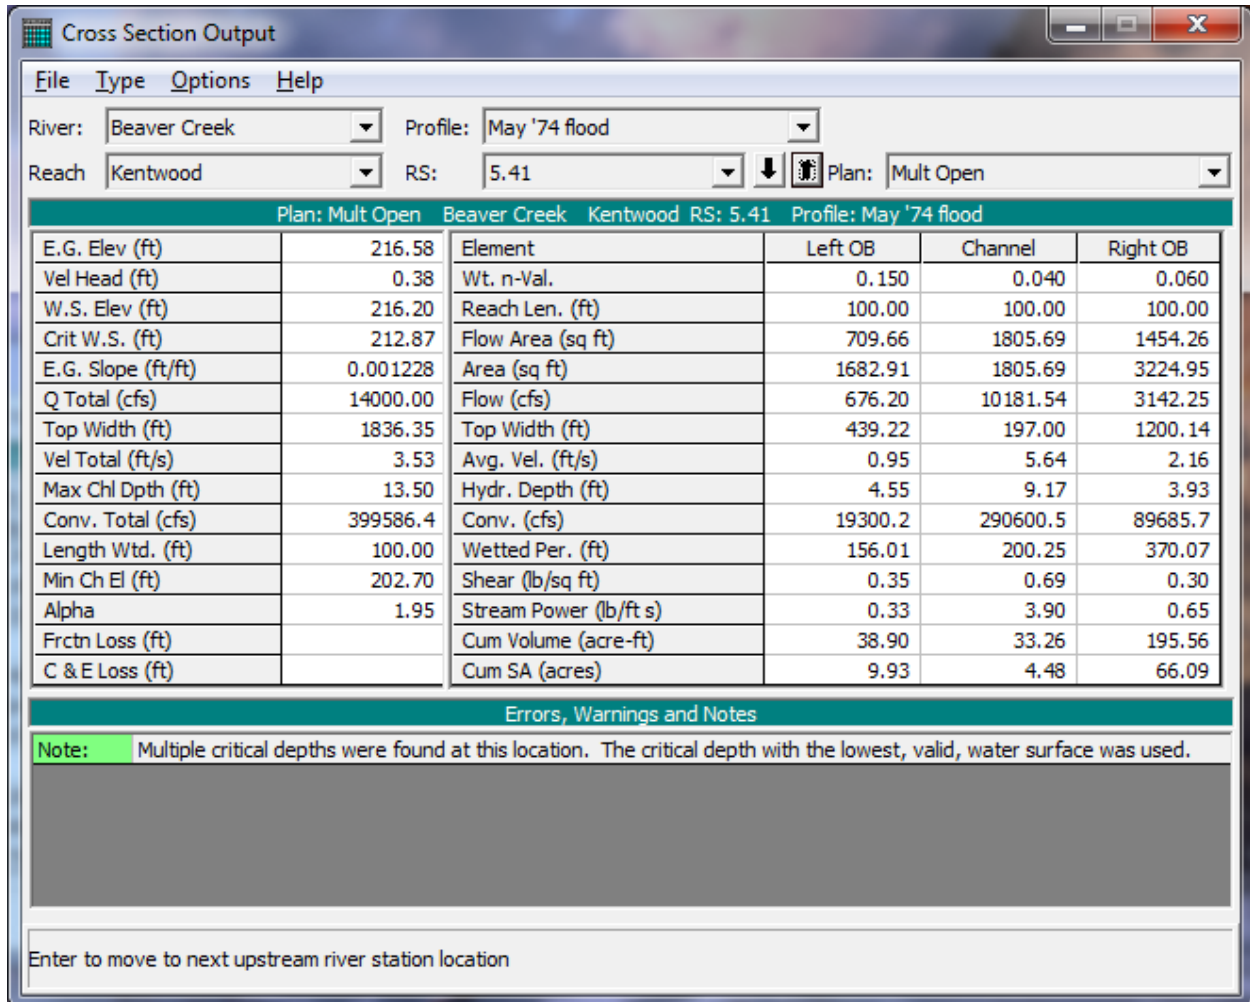 Cross Section Output
File Type Options Help
River: Beaver Creek Profile: May '74 flood
Reach Kentwood RS: 5.41 Plan: Mult Open
Plan: Mult Open Beaver Creek Kentwood RS: 5.41 Profile: May '74 flood
E.G. Elev (ft) 216.58 Element Left OB Channel Right OB
Vel Head (ft) 0.38 Wt. n-Val. 0.150 0.040 0.060
W.S. Elev (ft) 216.20 Reach Len. (ft) 100.00 100.00 100.00
Crit W.S. (ft) 212.87 Flow Area (sq ft) 709.66 1805.69 1454.26
E.G. Slope (ft/ft) 0.001228 Area (sq ft) 1682.91 1805.69 3224.95
Q Total (cfs) 14000.00 Flow (cfs) 676.20 10181.54 3142.25
Top Width (ft) 1836.35 Top Width (ft) 439.22 197.00 1200.14
Vel Total (ft/s) 3.53 Avg. Vel. (ft/s) 0.95 5.64 2.16
Max Chl Dpth (ft) 13.50 Hydr. Depth (ft) 4.55 9.17 3.93
Conv. Total (cfs) 399586.4 Conv. (cfs) 19300.2 290600.5 89685.7
Length Wtd. (ft) 100.00 Wetted Per. (ft) 156.01 200.25 370.07
Min Ch El (ft) 202.70 Shear (lb/sq ft) 0.35 0.69 0.30
Alpha 1.95 Stream Power (lb/ft s) 0.33 3.90 0.65
Frctn Loss (ft) Cum Volume (acre-ft) 38.90 33.26 195.56
C & E Loss (ft) Cum SA (acres) 9.93 4.48 66.09
Errors, Warnings and Notes
Note: Multiple critical depths were found at this location. The critical depth with the lowest, valid, water surface was used.
Enter to move to next upstream river station location